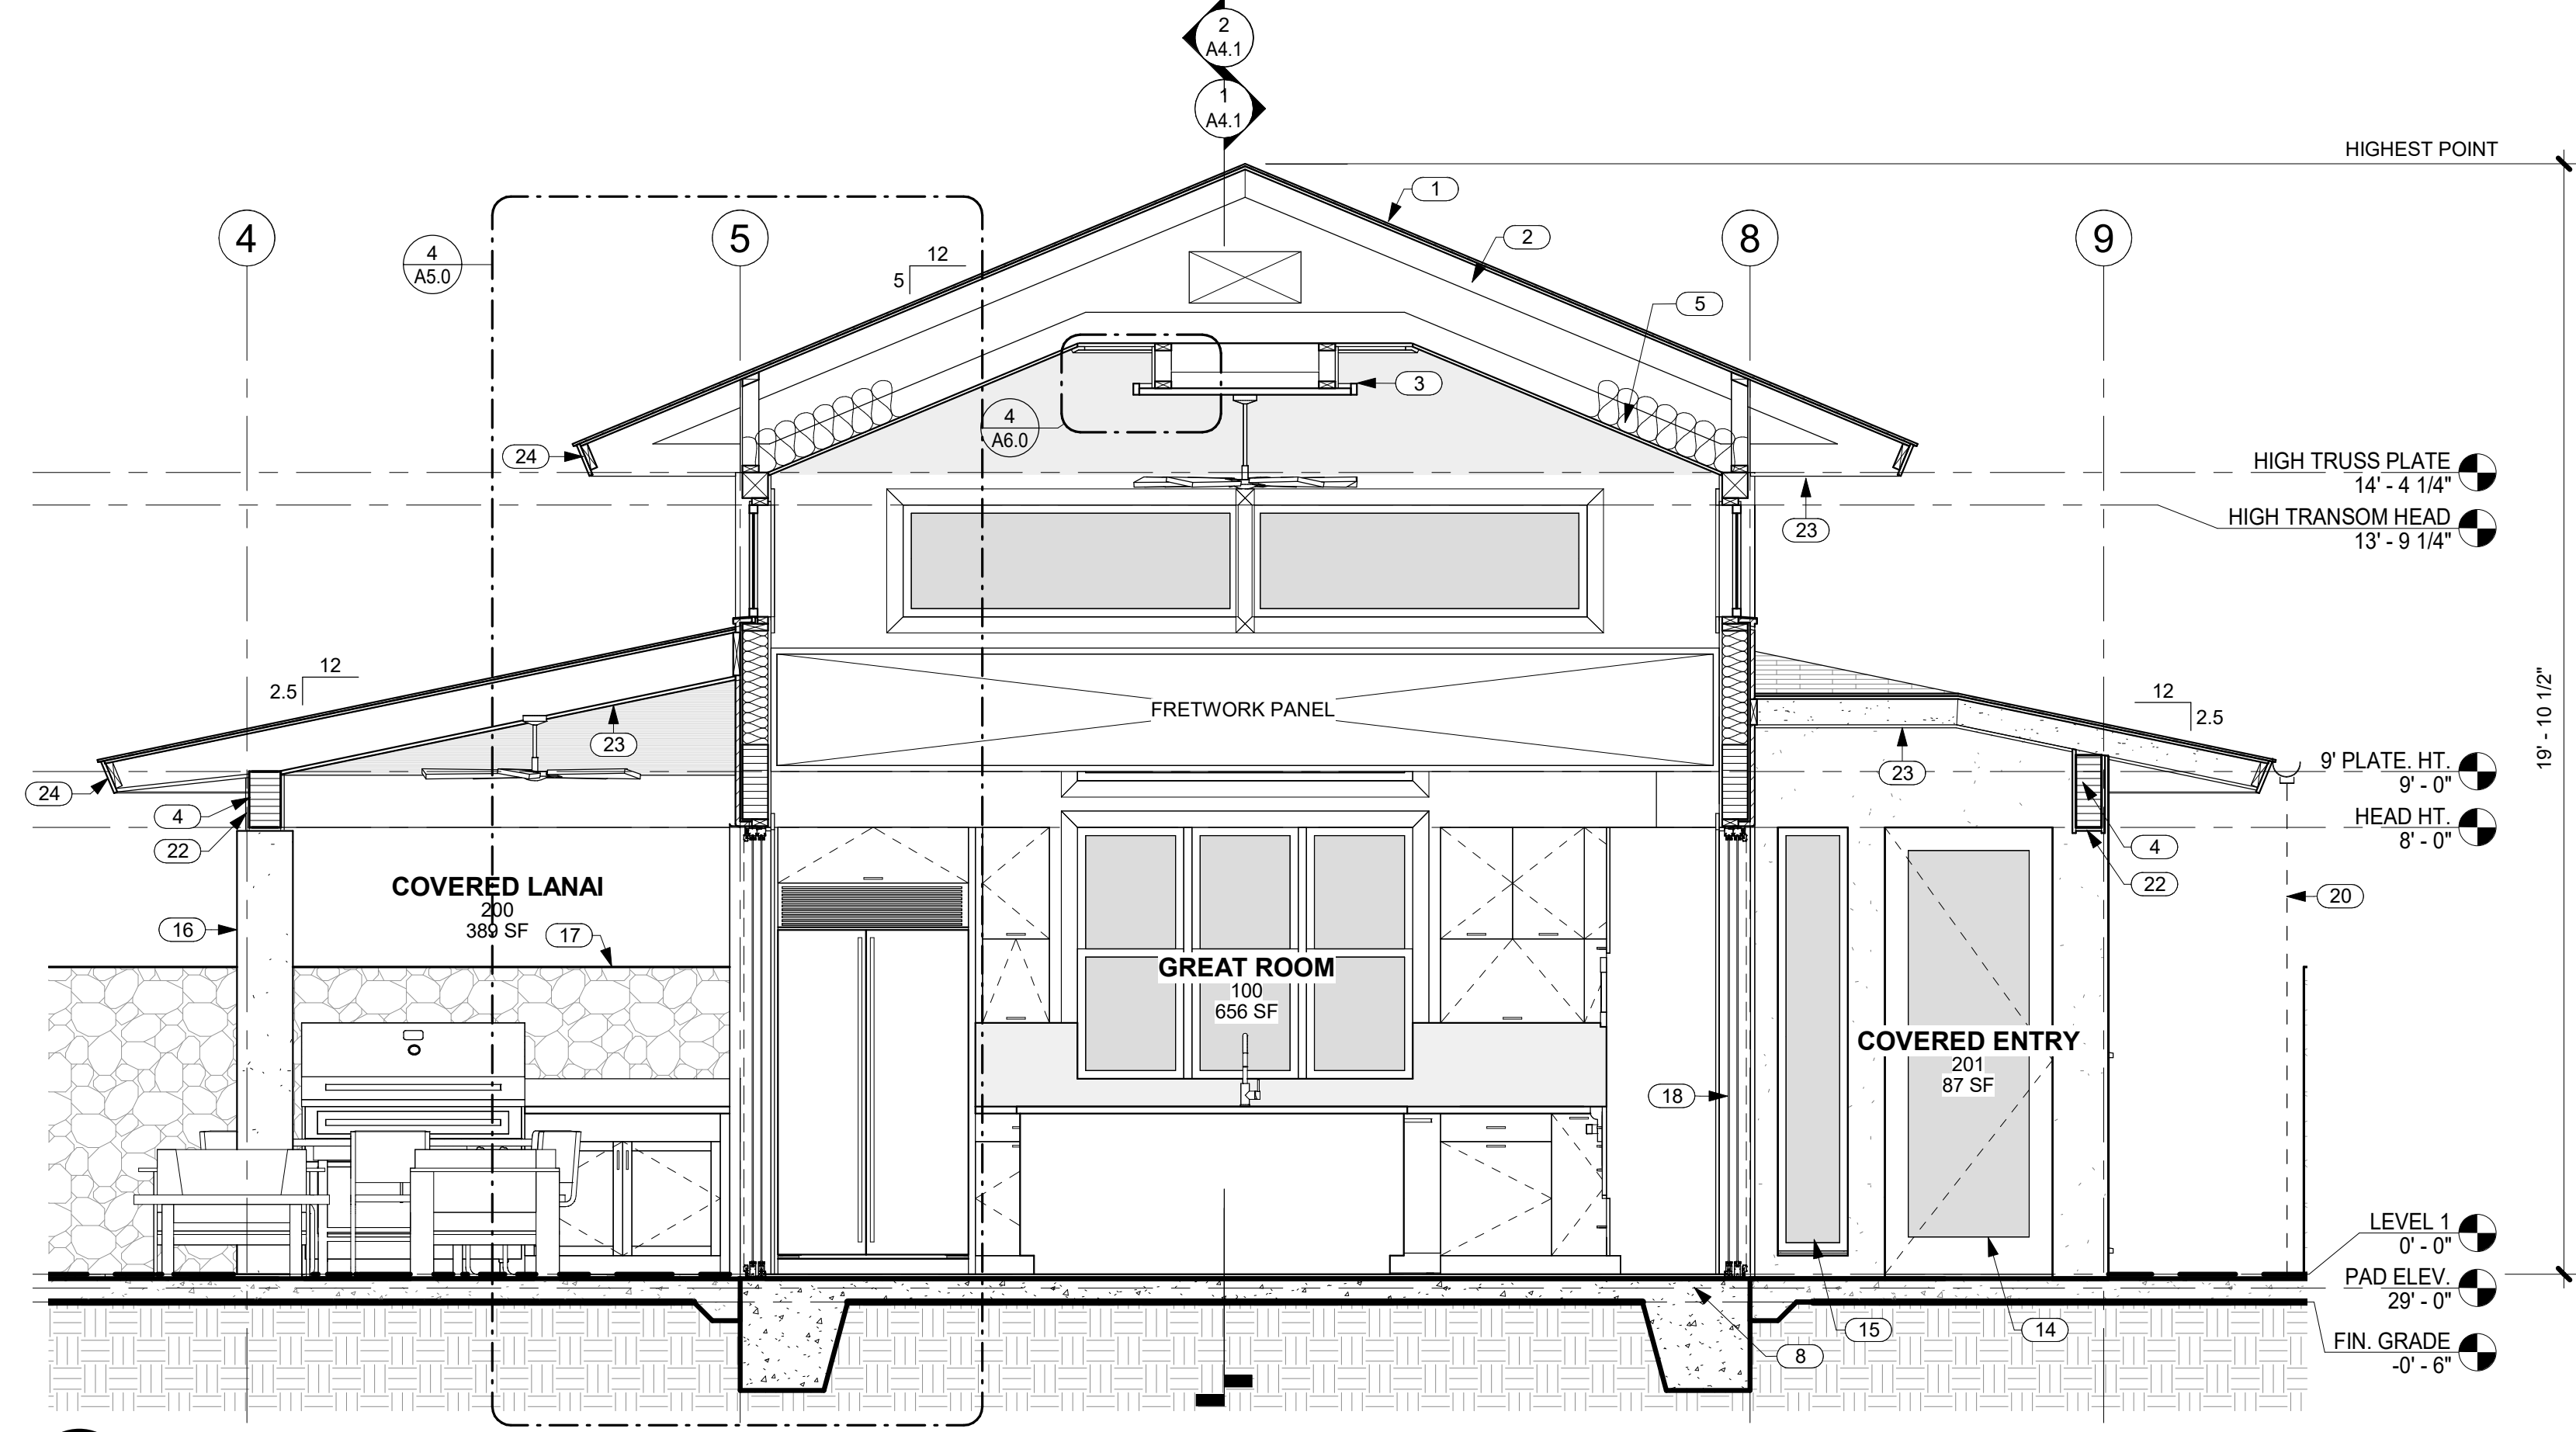 2
A4.1
1
A4.1
HIGHEST POINT
1
2
4
5
8
9
4
A5.0
12
5
5
3
4
A6.0
24
HIGH TRUSS PLATE
14' - 4 1/4"
HIGH TRANSOM HEAD
13' - 9 1/4"
23
12
2.5
23
FRETWORK PANEL
12
2.5
19' - 10 1/2"
23
9' PLATE. HT.
9' - 0"
24
4
22
HEAD HT.
8' - 0"
4
22
20
COVERED LANAI
200
389 SF
16
17
GREAT ROOM
100
656 SF
COVERED ENTRY
201
87 SF
18
LEVEL 1
0' - 0"
PAD ELEV.
29' - 0"
15
14
8
FIN. GRADE
-0' - 6"